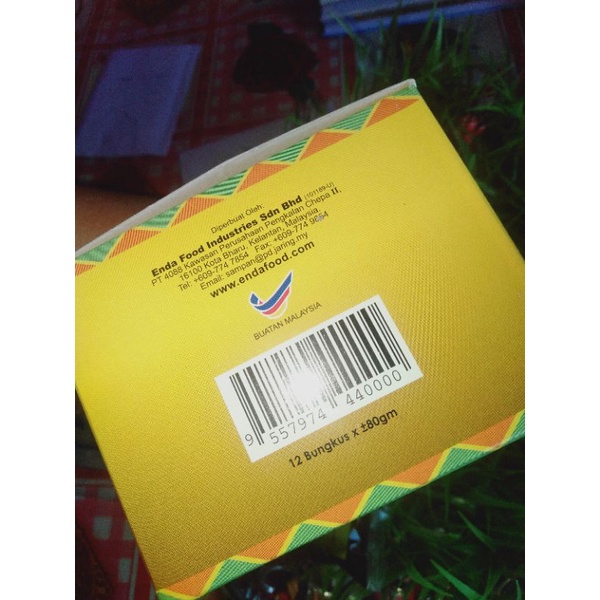 Diperbuat Oleh:
Enda Food Industries Sdn Bhd (101169-U)
PT 4088 Kawasan Perusahaan Pengkalan Chepa II,
16100 Kota Bharu, Kelantan, Malaysia.
Tel: +609-774 7854 Fax: +609-774 9654
Email: sampan@pd.jaring.my
www.endafood.com
BUATAN MALAYSIA
9 557974 440000
12 Bungkus x ±80gm